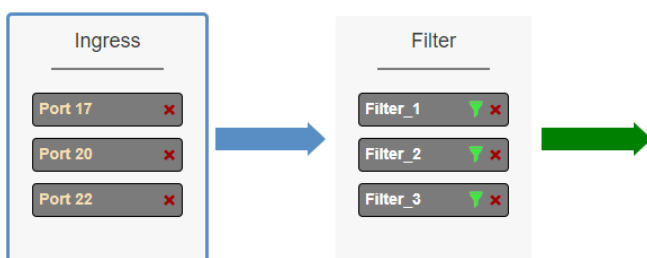 Ingress
Port 17
Port 20
Port 22
Filter
Filter_1
Filter_2
Filter_3